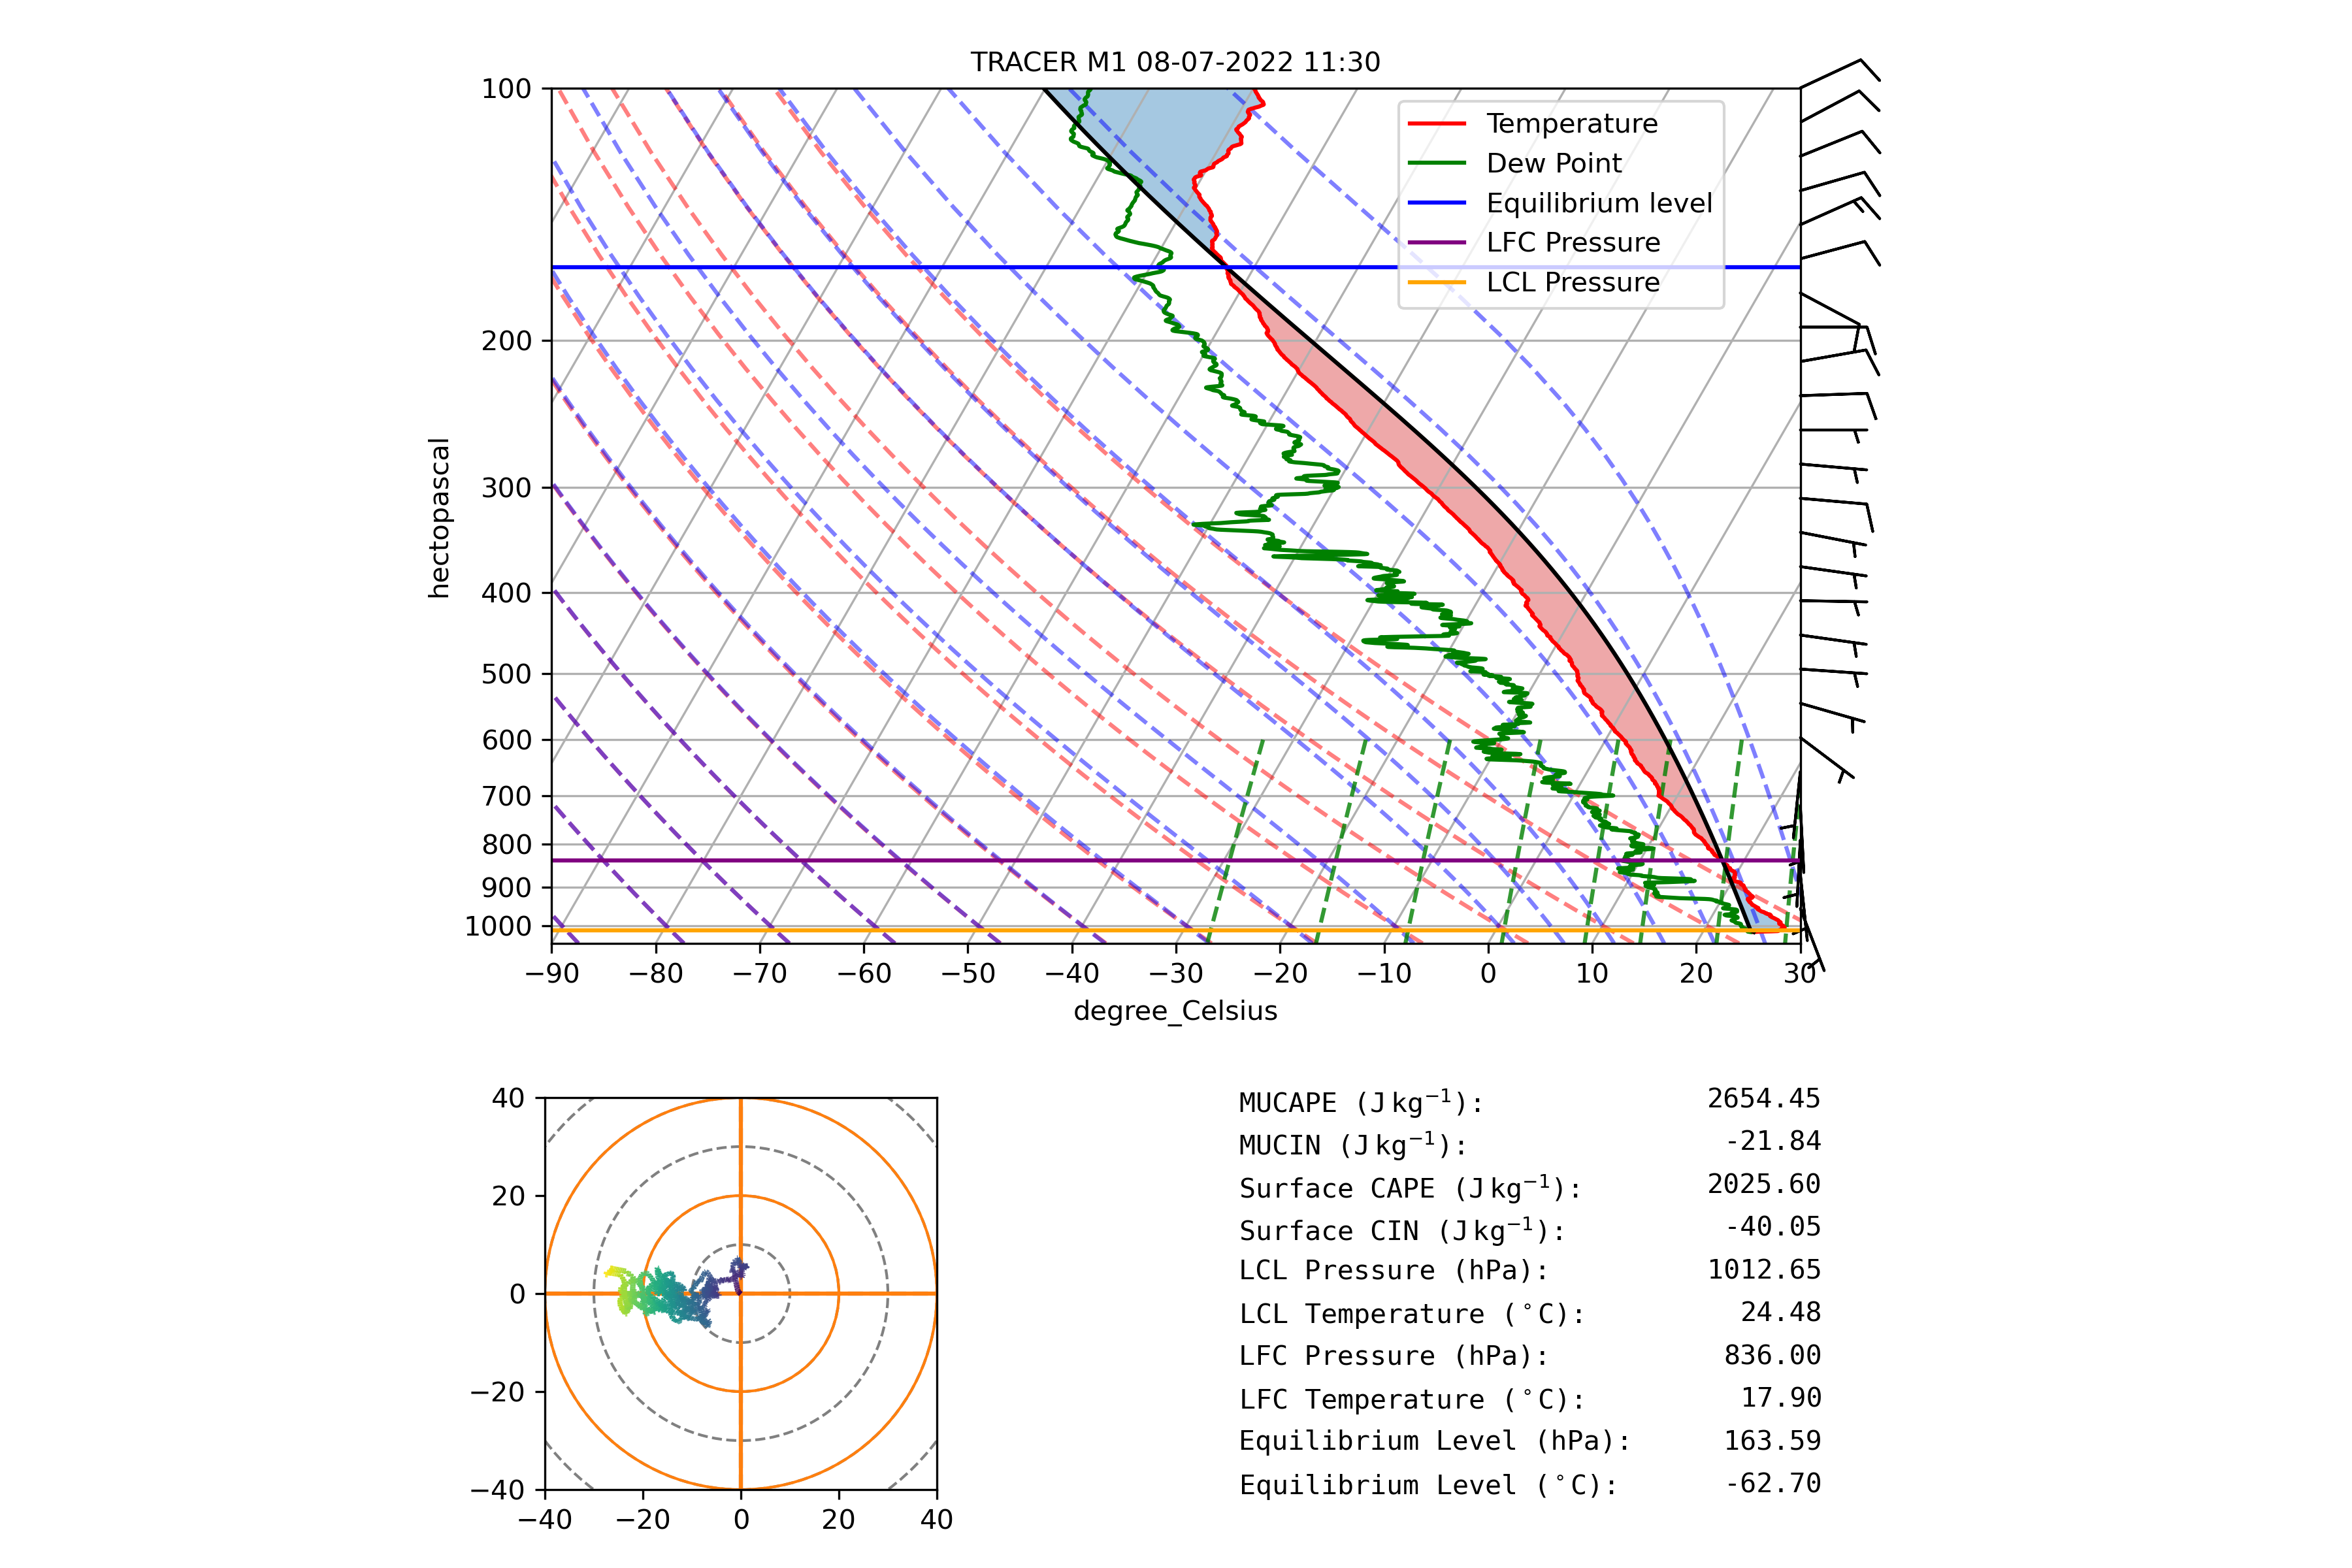 TRACER M1 08-07-2022 11:30
100
200
300
400
500
600
700
800
900
1000
hectopascal
Temperature
Dew Point
Equilibrium level
LFC Pressure
LCL Pressure
−90 −80 −70 −60 −50 −40 −30 −20 −10 0 10 20 30
degree_Celsius
40
20
0
−20
−40
−40 −20 0 20 40
MUCAPE (J kg⁻¹): 2654.45
MUCIN (J kg⁻¹): -21.84
Surface CAPE (J kg⁻¹): 2025.60
Surface CIN (J kg⁻¹): -40.05
LCL Pressure (hPa): 1012.65
LCL Temperature (°C): 24.48
LFC Pressure (hPa): 836.00
LFC Temperature (°C): 17.90
Equilibrium Level (hPa): 163.59
Equilibrium Level (°C): -62.70